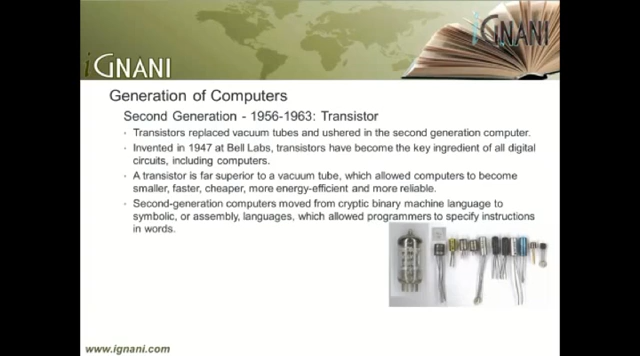 iGNANI
iGNANI
Generation of Computers
Second Generation - 1956-1963: Transistor
· Transistors replaced vacuum tubes and ushered in the second generation computer.
· Invented in 1947 at Bell Labs, transistors have become the key ingredient of all digital
circuits, including computers.
· A transistor is far superior to a vacuum tube, which allowed computers to become
smaller, faster, cheaper, more energy-efficient and more reliable.
· Second-generation computers moved from cryptic binary machine language to
symbolic, or assembly, languages, which allowed programmers to specify instructions
in words.
www.ignani.com